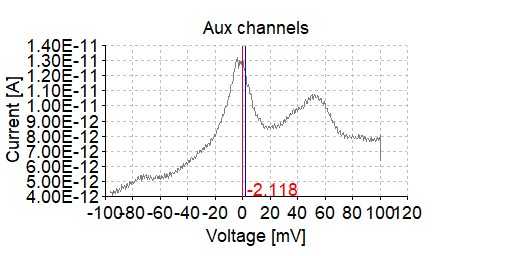 Aux channels
Current [A]
1.40E-11
1.30E-11
1.20E-11
1.10E-11
1.00E-11
9.00E-12
8.00E-12
7.00E-12
6.00E-12
5.00E-12
4.00E-12
-2.118
-100 -80 -60 -40 -20 0 20 40 60 80 100 120
Voltage [mV]